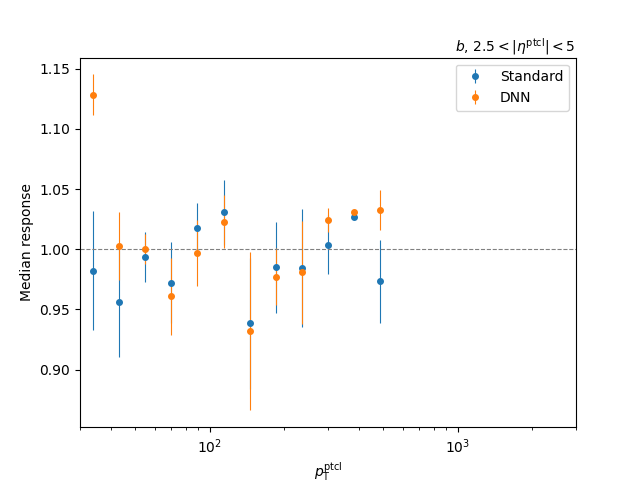 b, 2.5 < |η^ptcl| < 5
Standard
DNN
1.15
1.10
1.05
1.00
0.95
0.90
Median response
10^2
10^3
p_T^ptcl